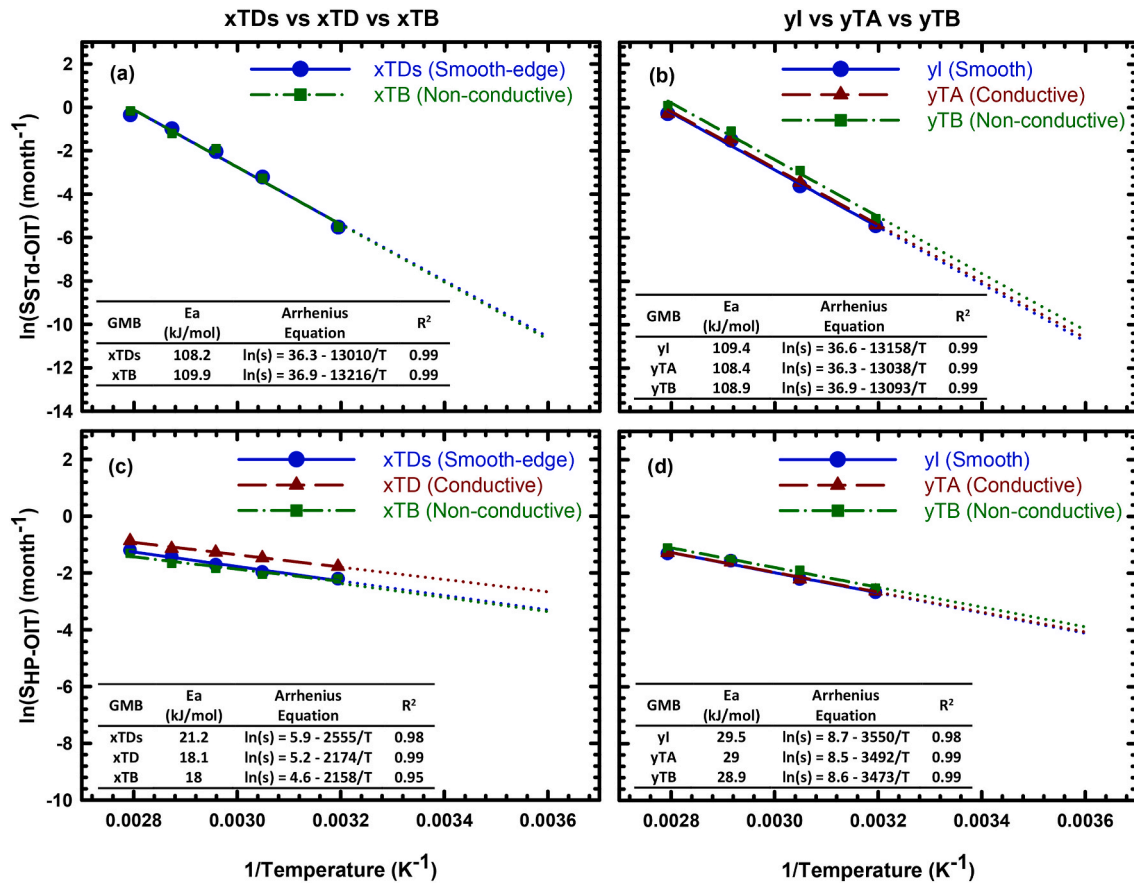 xTDs vs xTD vs xTB
yI vs yTA vs yTB
ln(SSTd-OIT) (month-1)
2
0
-2
-4
-6
-8
-10
-12
-14
(a)
xTDs (Smooth-edge)
xTB (Non-conductive)
GMB Ea (kJ/mol) Arrhenius Equation R2
xTDs 108.2 ln(s) = 36.3 - 13010/T 0.99
xTB 109.9 ln(s) = 36.9 - 13216/T 0.99
(b)
yI (Smooth)
yTA (Conductive)
yTB (Non-conductive)
GMB Ea (kJ/mol) Arrhenius Equation R2
yI 109.4 ln(s) = 36.6 - 13158/T 0.99
yTA 108.4 ln(s) = 36.3 - 13038/T 0.99
yTB 108.9 ln(s) = 36.9 - 13093/T 0.99
ln(SHP-OIT) (month-1)
2
0
-2
-4
-6
-8
-10
(c)
xTDs (Smooth-edge)
xTD (Conductive)
xTB (Non-conductive)
GMB Ea (kJ/mol) Arrhenius Equation R2
xTDs 21.2 ln(s) = 5.9 - 2555/T 0.98
xTD 18.1 ln(s) = 5.2 - 2174/T 0.99
xTB 18 ln(s) = 4.6 - 2158/T 0.95
(d)
yI (Smooth)
yTA (Conductive)
yTB (Non-conductive)
GMB Ea (kJ/mol) Arrhenius Equation R2
yI 29.5 ln(s) = 8.7 - 3550/T 0.98
yTA 29 ln(s) = 8.5 - 3492/T 0.99
yTB 28.9 ln(s) = 8.6 - 3473/T 0.99
0.0028 0.0030 0.0032 0.0034 0.0036
0.0028 0.0030 0.0032 0.0034 0.0036
1/Temperature (K-1)
1/Temperature (K-1)